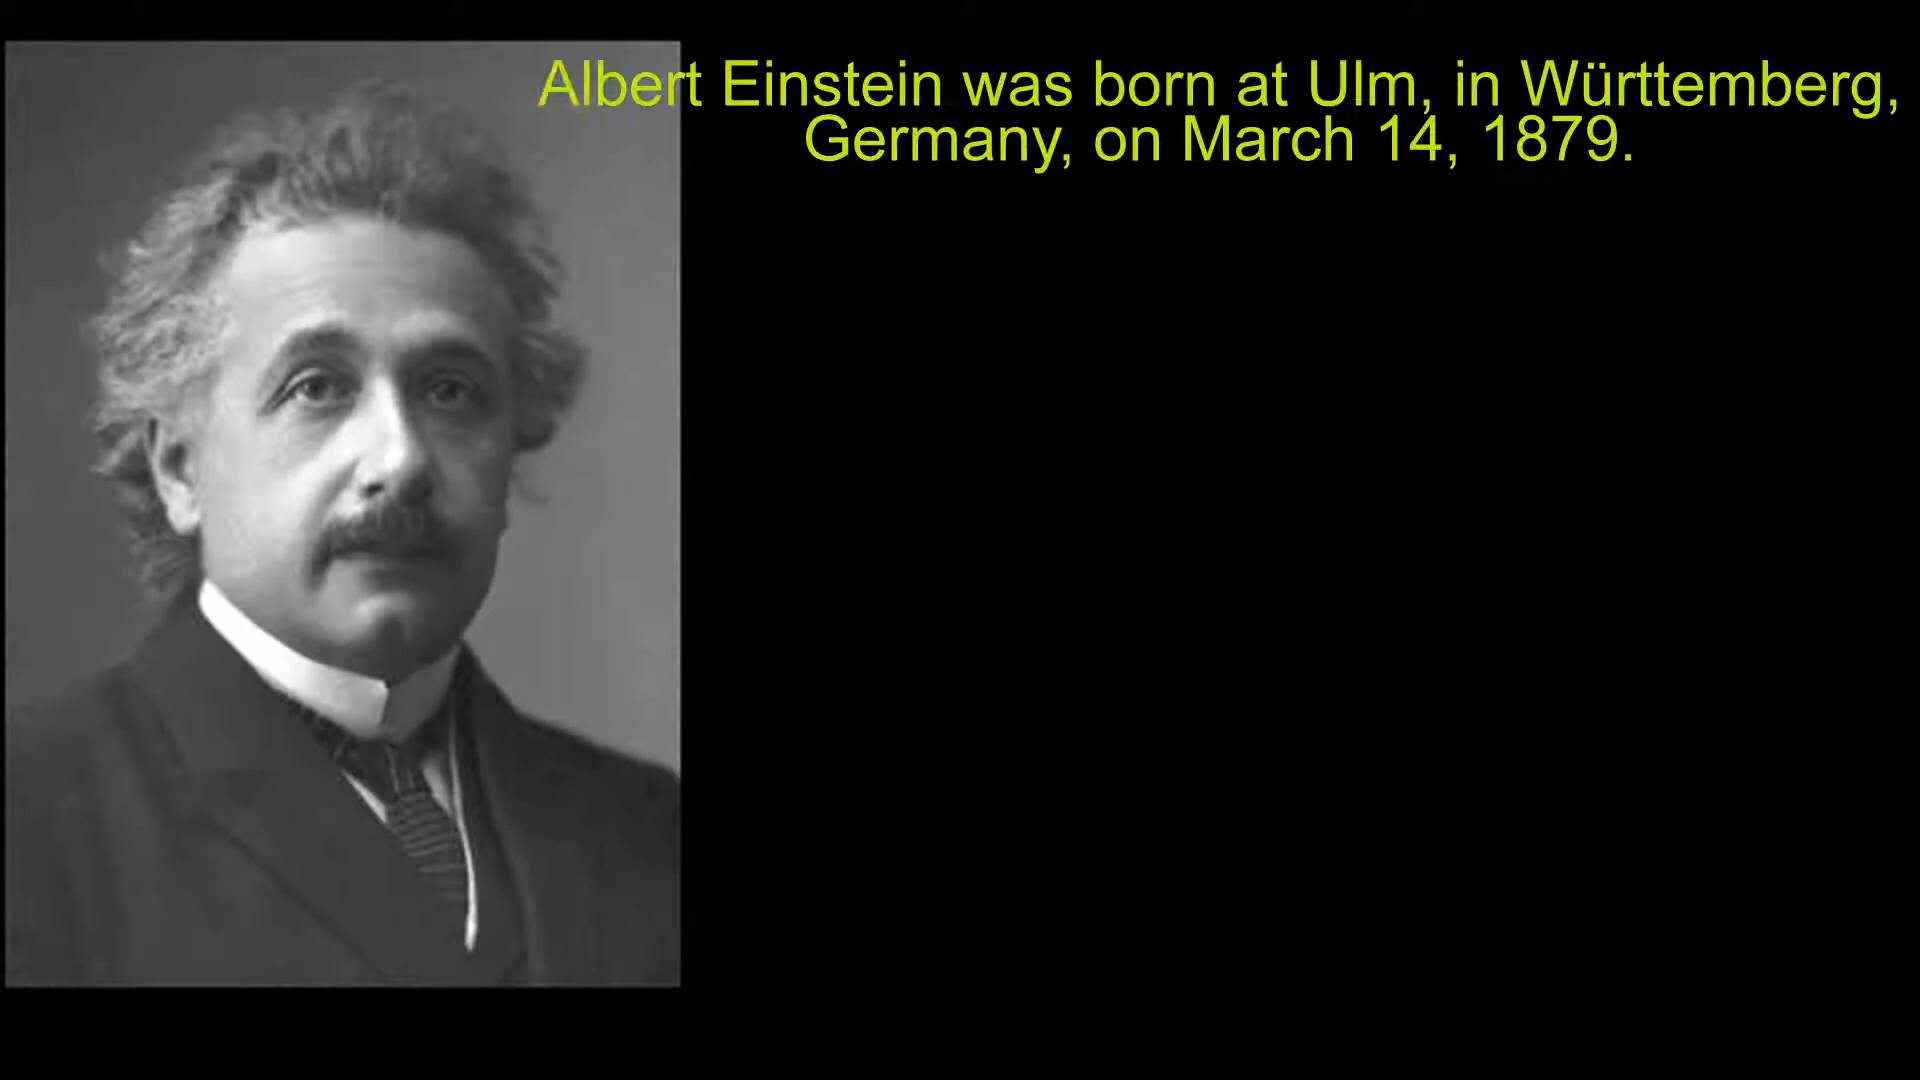 Albert Einstein was born at Ulm, in Württemberg,
Germany, on March 14, 1879.